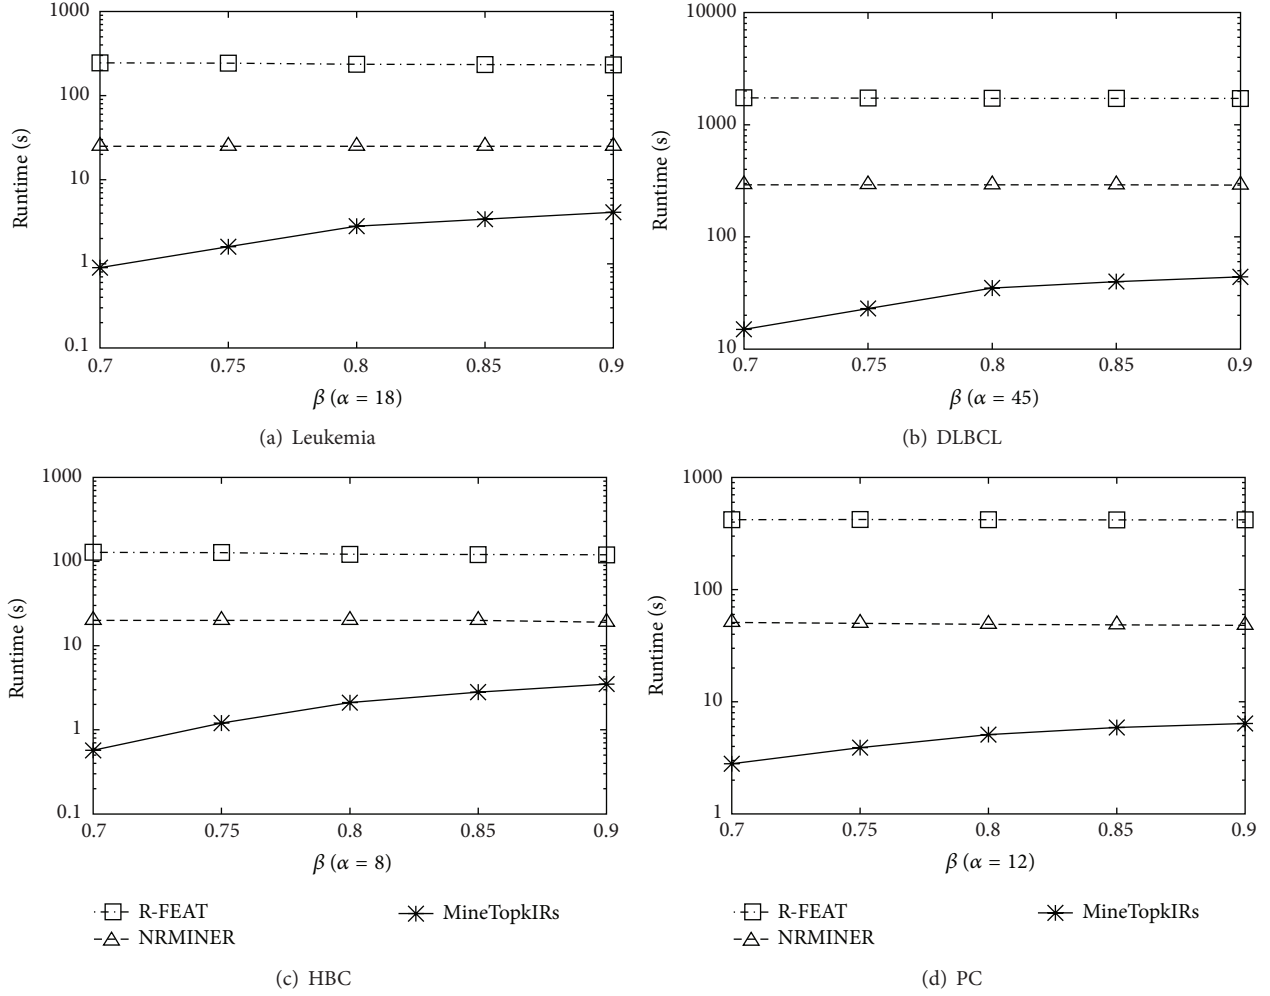 1000
100
10
1
0.1
Runtime (s)
0.7 0.75 0.8 0.85 0.9
β (α = 18)
(a) Leukemia
10000
1000
100
10
Runtime (s)
0.7 0.75 0.8 0.85 0.9
β (α = 45)
(b) DLBCL
1000
100
10
1
0.1
Runtime (s)
0.7 0.75 0.8 0.85 0.9
β (α = 8)
R-FEAT
NRMINER
MineTopkIRs
(c) HBC
1000
100
10
1
Runtime (s)
0.7 0.75 0.8 0.85 0.9
β (α = 12)
R-FEAT
NRMINER
MineTopkIRs
(d) PC